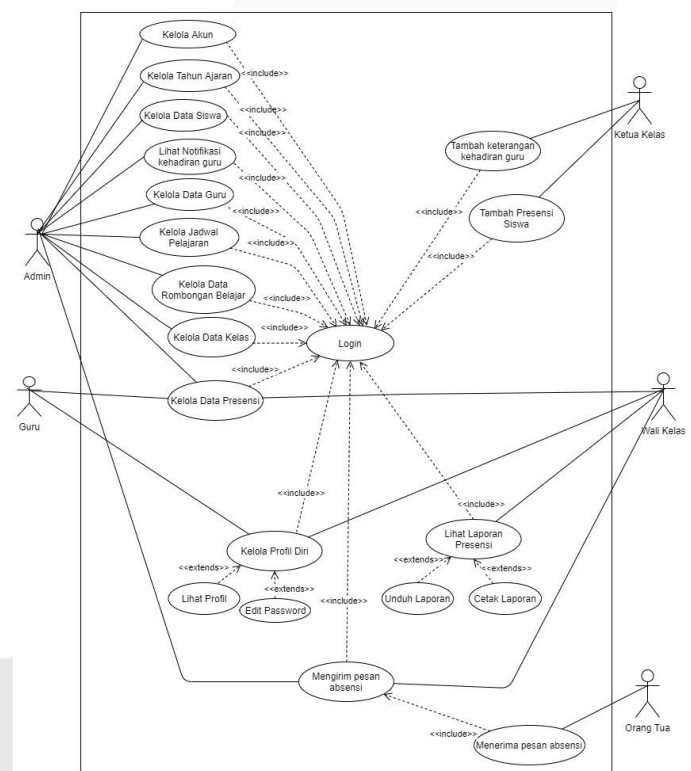 Kelola Akun
Kelola Tahun Ajaran
<<include>>
Kelola Data Siswa
<<include>>
<<include>>
Lihat Notifikasi
kehadiran guru
<<include>>
Kelola Data Guru
<<include>>
Kelola Jadwal
Pelajaran
<<include>>
Kelola Data
Rombongan Belajar
<<include>>
Kelola Data Kelas
<<include>>
Kelola Data Presensi
<<include>>
Admin
Guru
Login
Ketua Kelas
Tambah keterangan
kehadiran guru
<<include>>
Tambah Presensi
Siswa
<<include>>
Wali Kelas
<<include>>
Kelola Profil Diri
<<extends>>
<<extends>>
Lihat Profil
Edit Password
<<include>>
<<include>>
Lihat Laporan
Presensi
<<extends>>
<<extends>>
Unduh Laporan
Cetak Laporan
Mengirim pesan
absensi
<<include>>
Menerima pesan absensi
Orang Tua